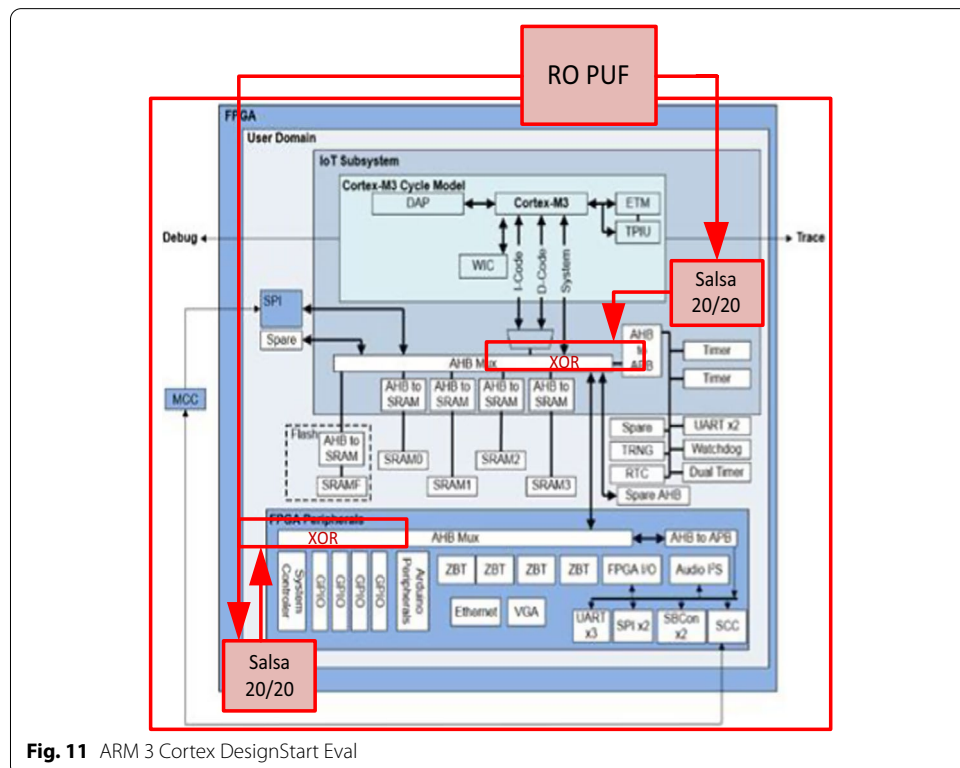 RO PUF
FPGA
User Domain
IoT Subsystem
Cortex-M3 Cycle Model
DAP
Cortex-M3
ETM
TPIU
WIC
I-Code
D-Code
System
Debug
Trace
Salsa
20/20
SPI
Spare
MCC
AHB Mux
XOR
AHB
to
APB
Timer
Timer
AHB to
SRAM
AHB to
SRAM
AHB to
SRAM
AHB to
SRAM
Flash
AHB to
SRAM
SRAMF
SRAM0
SRAM1
SRAM2
SRAM3
Spare
UART x2
TRNG
Watchdog
RTC
Dual Timer
Spare AHB
FPGA Peripherals
XOR
AHB Mux
AHB to APB
System
Controler
GPIO
GPIO
GPIO
GPIO
Arduino
Peripherals
ZBT
ZBT
ZBT
ZBT
FPGA I/O
Audio I²S
Ethernet
VGA
UART
x3
SPI x2
SBCon
x2
SCC
Salsa
20/20
Fig. 11 ARM 3 Cortex DesignStart Eval